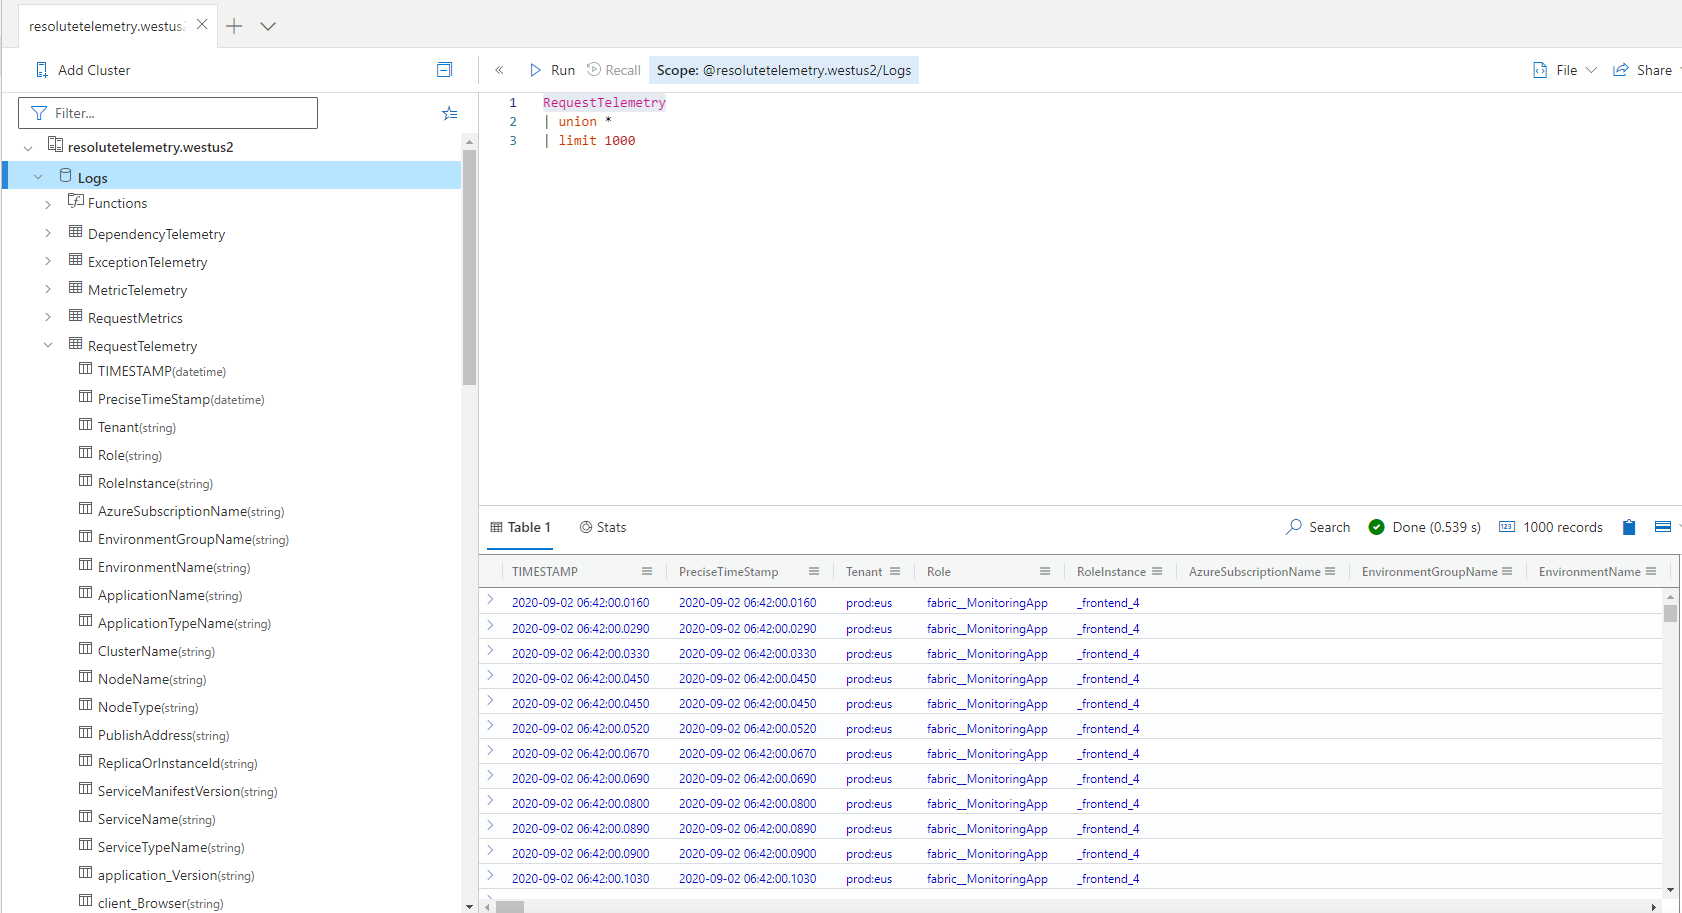 resolutetelemetry.westus2
Add Cluster
Run
Recall
Scope: @resolutetelemetry.westus2/Logs
File
Share
Filter...
resolutetelemetry.westus2
Logs
Functions
DependencyTelemetry
ExceptionTelemetry
MetricTelemetry
RequestMetrics
RequestTelemetry
TIMESTAMP(datetime)
PreciseTimeStamp(datetime)
Tenant(string)
Role(string)
RoleInstance(string)
AzureSubscriptionName(string)
EnvironmentGroupName(string)
EnvironmentName(string)
ApplicationName(string)
ApplicationTypeName(string)
ClusterName(string)
NodeName(string)
NodeType(string)
PublishAddress(string)
ReplicaOrInstanceId(string)
ServiceManifestVersion(string)
ServiceName(string)
ServiceTypeName(string)
application_Version(string)
client_Browser(string)
1 RequestTelemetry
2 | union *
3 | limit 1000
Table 1
Stats
Search
Done (0.539 s)
123
1000 records
TIMESTAMP PreciseTimeStamp Tenant Role RoleInstance AzureSubscriptionName EnvironmentGroupName EnvironmentName
2020-09-02 06:42:00.0160 2020-09-02 06:42:00.0160 prod:eus fabric__MonitoringApp _frontend_4
2020-09-02 06:42:00.0290 2020-09-02 06:42:00.0290 prod:eus fabric__MonitoringApp _frontend_4
2020-09-02 06:42:00.0330 2020-09-02 06:42:00.0330 prod:eus fabric__MonitoringApp _frontend_4
2020-09-02 06:42:00.0450 2020-09-02 06:42:00.0450 prod:eus fabric__MonitoringApp _frontend_4
2020-09-02 06:42:00.0450 2020-09-02 06:42:00.0450 prod:eus fabric__MonitoringApp _frontend_4
2020-09-02 06:42:00.0520 2020-09-02 06:42:00.0520 prod:eus fabric__MonitoringApp _frontend_4
2020-09-02 06:42:00.0670 2020-09-02 06:42:00.0670 prod:eus fabric__MonitoringApp _frontend_4
2020-09-02 06:42:00.0690 2020-09-02 06:42:00.0690 prod:eus fabric__MonitoringApp _frontend_4
2020-09-02 06:42:00.0800 2020-09-02 06:42:00.0800 prod:eus fabric__MonitoringApp _frontend_4
2020-09-02 06:42:00.0890 2020-09-02 06:42:00.0890 prod:eus fabric__MonitoringApp _frontend_4
2020-09-02 06:42:00.0900 2020-09-02 06:42:00.0900 prod:eus fabric__MonitoringApp _frontend_4
2020-09-02 06:42:00.1030 2020-09-02 06:42:00.1030 prod:eus fabric__MonitoringApp _frontend_4